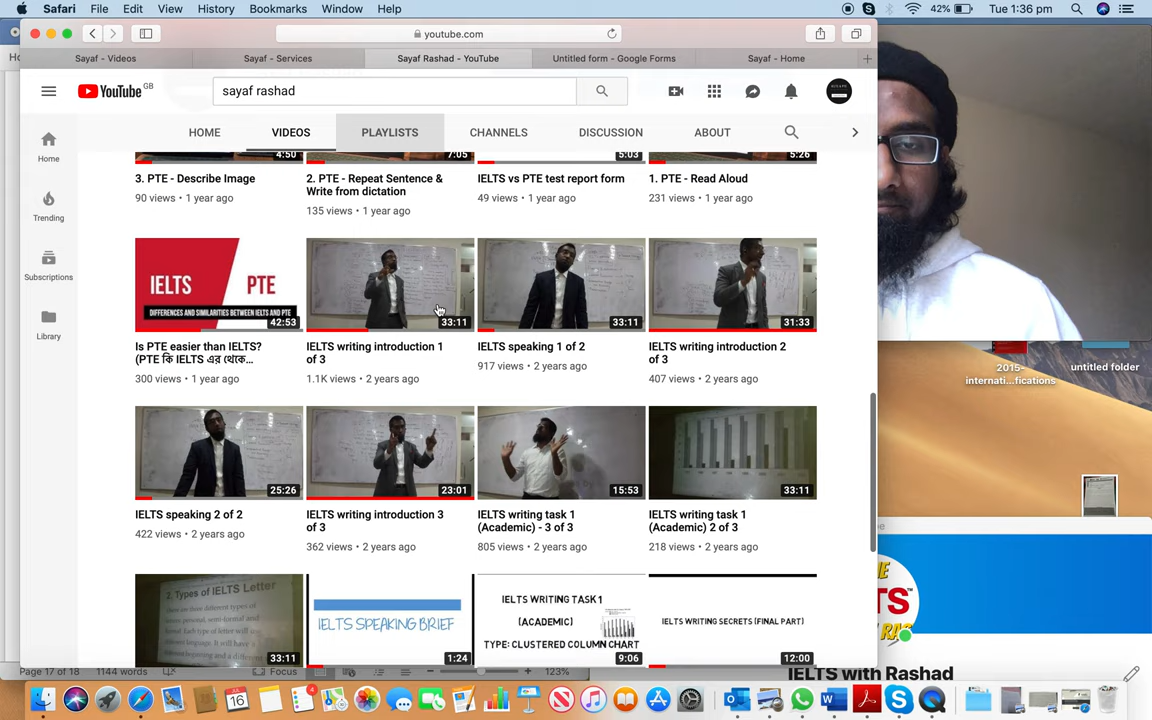 Safari File Edit View History Bookmarks Window Help
42% Tue 1:36 pm
youtube.com
Sayaf - Videos
Sayaf - Services
Sayaf Rashad - YouTube
Untitled form - Google Forms
Sayaf - Home
YouTube GB
sayaf rashad
HOME VIDEOS PLAYLISTS CHANNELS DISCUSSION ABOUT
Home
Trending
Subscriptions
Library
4:50
7:05
5:03
5:26
3. PTE - Describe Image
90 views • 1 year ago
2. PTE - Repeat Sentence &
Write from dictation
135 views • 1 year ago
IELTS vs PTE test report form
49 views • 1 year ago
1. PTE - Read Aloud
231 views • 1 year ago
IELTS PTE
DIFFERENCES AND SIMILARITIES BETWEEN IELTS AND PTE
42:53
33:11
33:11
31:33
Is PTE easier than IELTS?
(PTE কি IELTS এর থেকে...
300 views • 1 year ago
IELTS writing introduction 1
of 3
1.1K views • 2 years ago
IELTS speaking 1 of 2
917 views • 2 years ago
IELTS writing introduction 2
of 3
407 views • 2 years ago
25:26
23:01
15:53
33:11
IELTS speaking 2 of 2
422 views • 2 years ago
IELTS writing introduction 3
of 3
362 views • 2 years ago
IELTS writing task 1
(Academic) - 3 of 3
805 views • 2 years ago
IELTS writing task 1
(Academic) 2 of 3
218 views • 2 years ago
2. Types of IELTS Letter
33:11
IELTS SPEAKING BRIEF
1:24
IELTS WRITING TASK 1
(ACADEMIC)
TYPE: CLUSTERED COLUMN CHART
9:06
IELTS WRITING SECRETS (FINAL PART)
12:00
2015-
internati...fications
untitled folder
IELTS with Rashad
Page 17 of 18 1144 words
Focus
123%
JUL
16
4